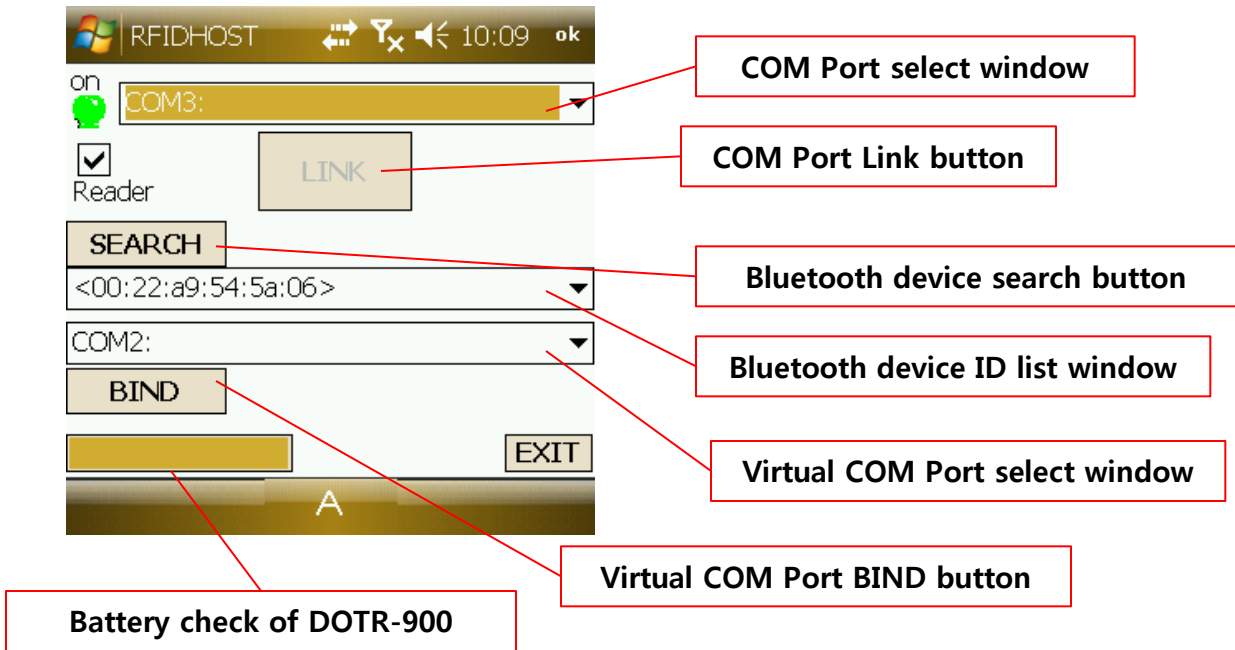 RFIDHOST 10:09 ok
COM Port select window
on
COM3:
COM Port Link button
LINK
Reader
SEARCH
Bluetooth device search button
<00:22:a9:54:5a:06>
COM2:
Bluetooth device ID list window
BIND
EXIT
Virtual COM Port select window
A
Virtual COM Port BIND button
Battery check of DOTR-900